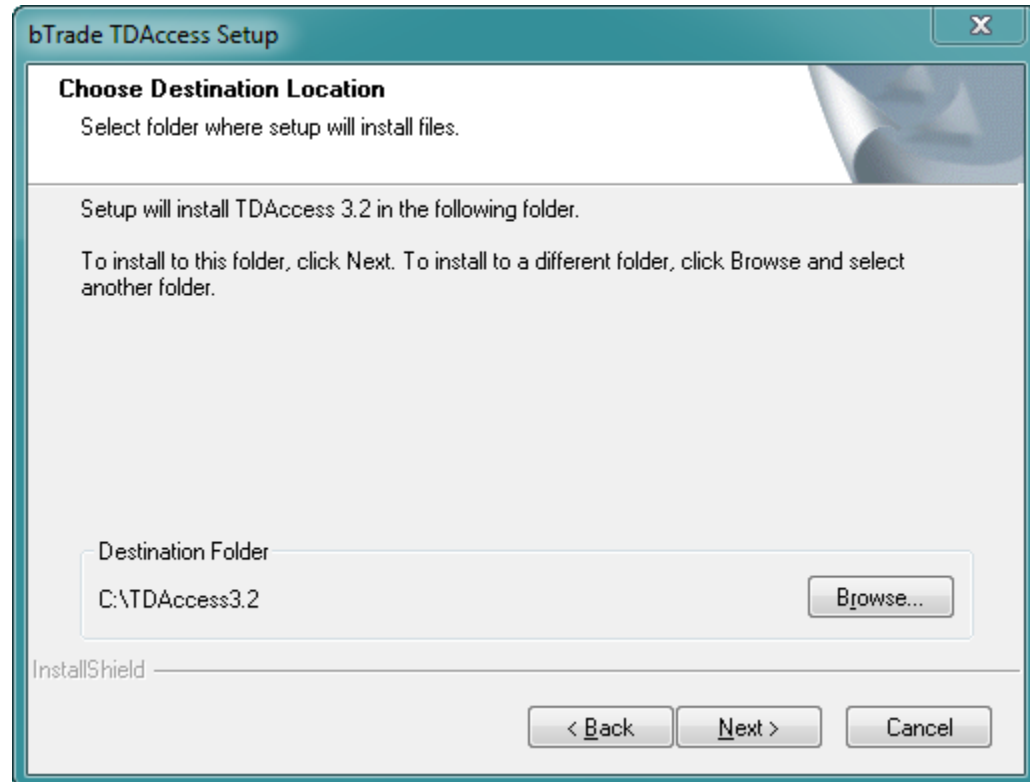 bTrade TDAccess Setup
X
Choose Destination Location
Select folder where setup will install files.
Setup will install TDAccess 3.2 in the following folder.
To install to this folder, click Next. To install to a different folder, click Browse and select
another folder.
Destination Folder
C:\TDAccess3.2
Browse...
InstallShield
< Back
Next >
Cancel